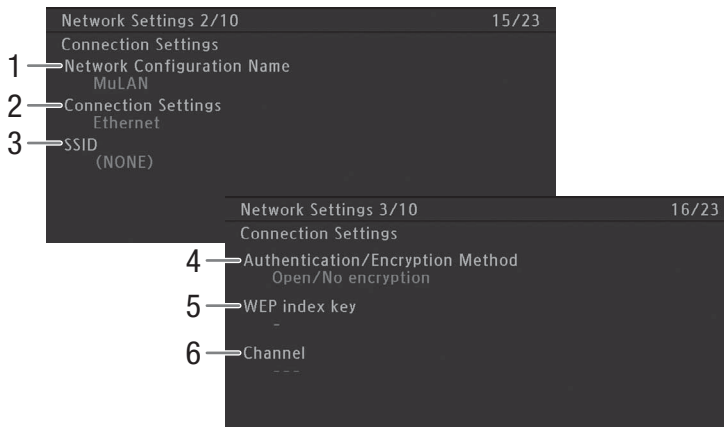 Network Settings 2/10 15/23
Connection Settings
1 Network Configuration Name
MuLAN
2 Connection Settings
Ethernet
3 SSID
(NONE)
Network Settings 3/10 16/23
Connection Settings
4 Authentication/Encryption Method
Open/No encryption
5 WEP index key
-
6 Channel
---